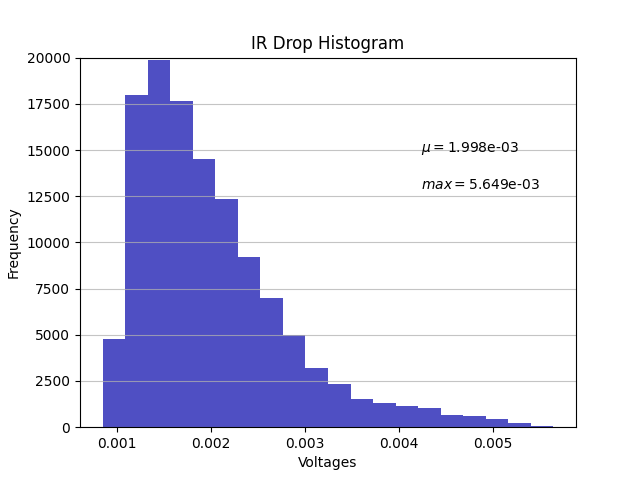 IR Drop Histogram
20000
17500
15000
12500
10000
7500
5000
2500
0
Frequency
μ = 1.998e-03
max = 5.649e-03
0.001 0.002 0.003 0.004 0.005
Voltages